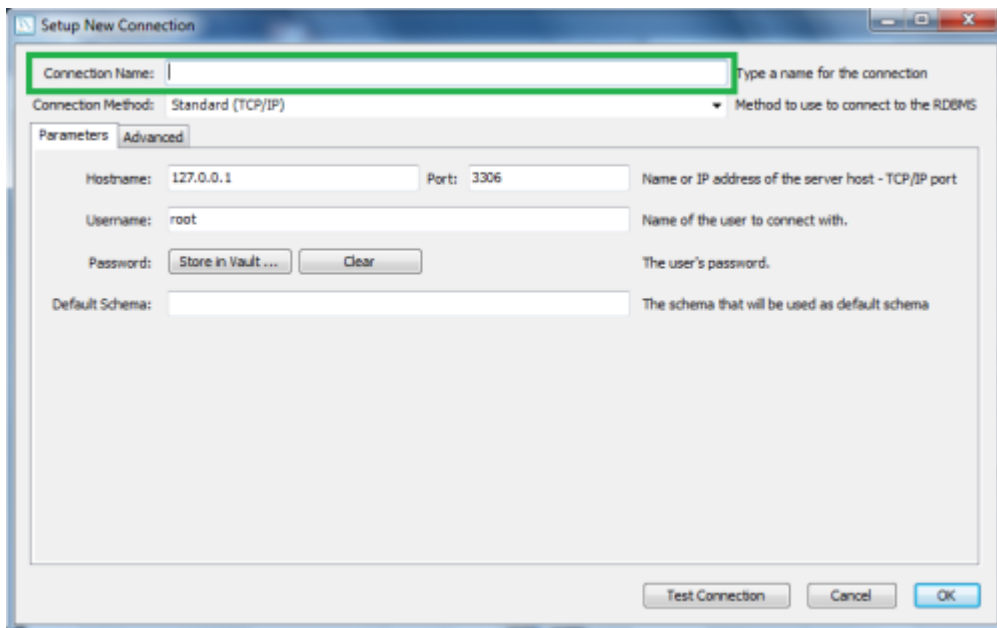 Setup New Connection
Connection Name: Type a name for the connection
Connection Method: Standard (TCP/IP) Method to use to connect to the RDBMS
Parameters Advanced
Hostname: 127.0.0.1 Port: 3306 Name or IP address of the server host - TCP/IP port
Username: root Name of the user to connect with.
Password: Store in Vault ... Clear The user's password.
Default Schema: The schema that will be used as default schema
Test Connection Cancel OK